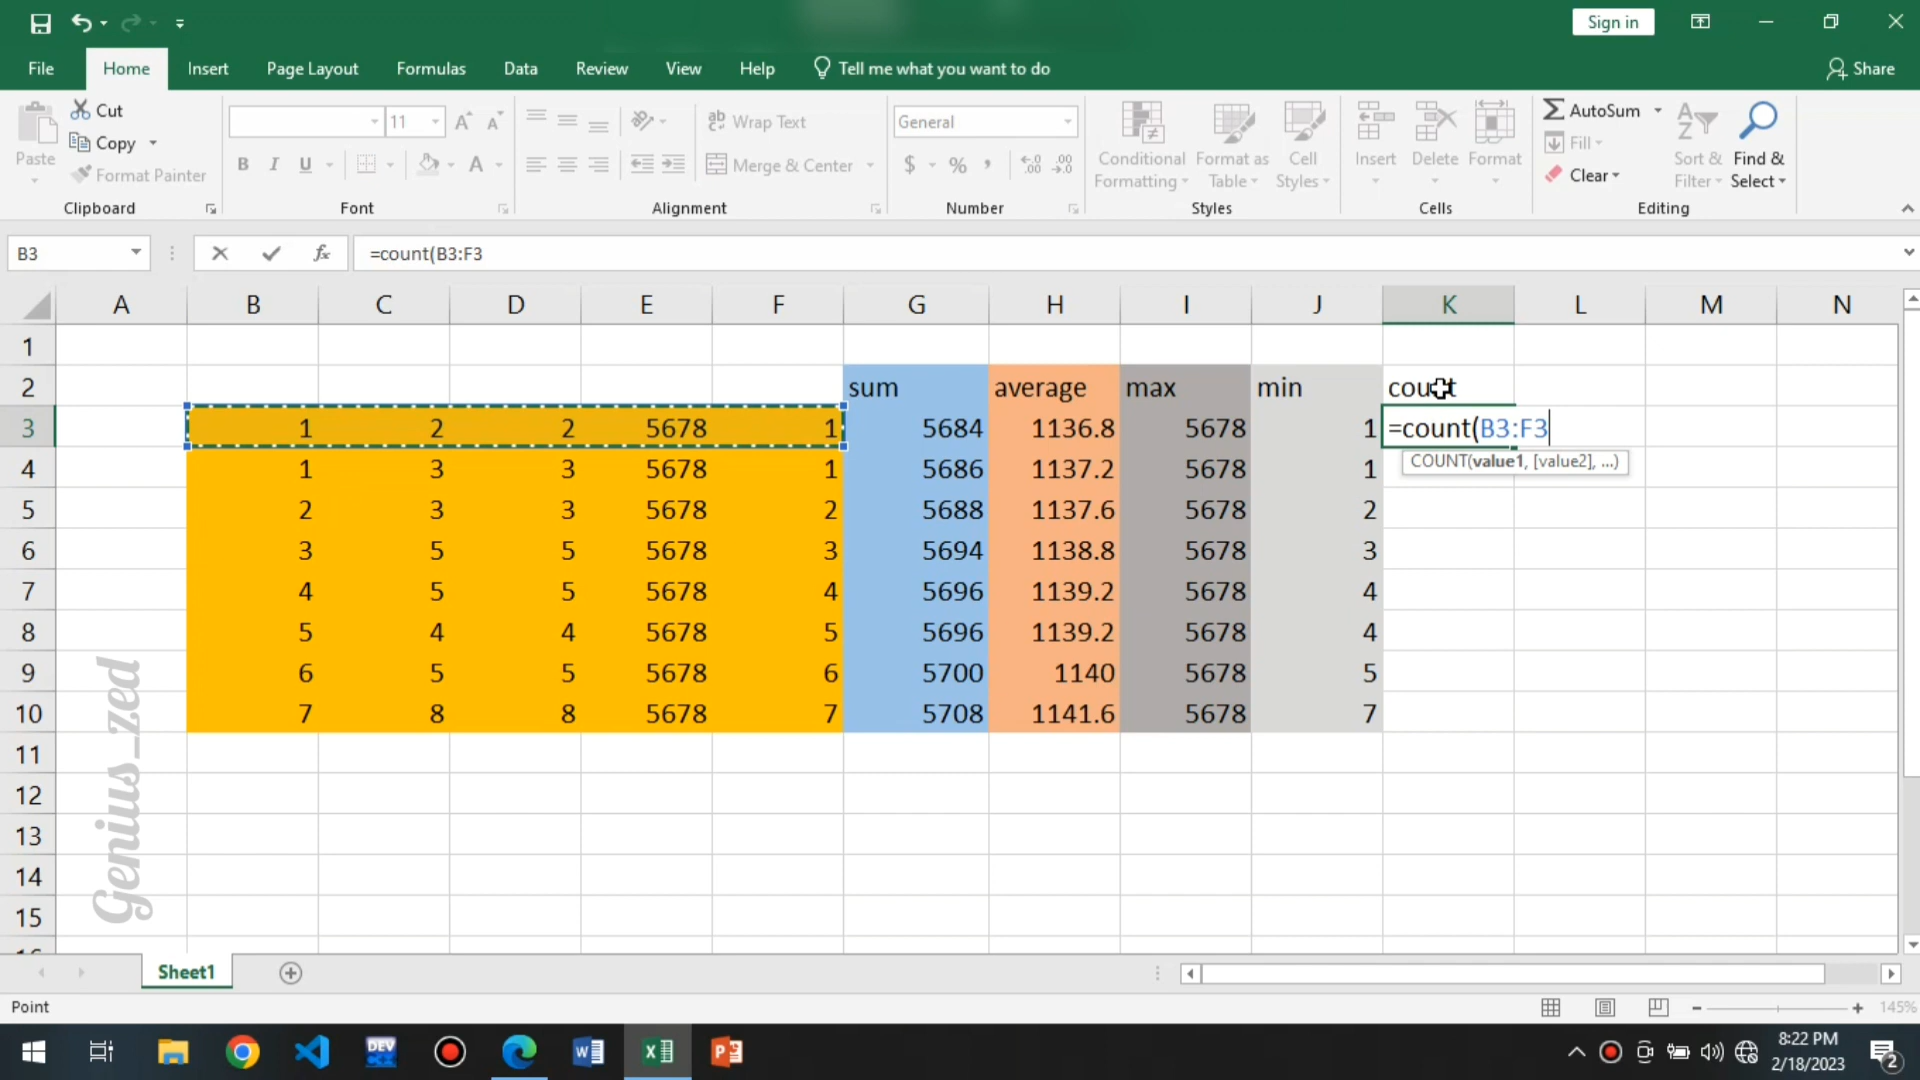 Sign in
File Home Insert Page Layout Formulas Data Review View Help Tell me what you want to do Share
Paste Cut Copy Format Painter Clipboard
11 B I U A A A Font
ab Wrap Text Merge & Center Alignment
General $ % , Number
Conditional Formatting Format as Table Cell Styles Styles
Insert Delete Format Cells
AutoSum Fill Clear Sort & Filter Find & Select Editing
B3 fx =count(B3:F3
A B C D E F G H I J K L M N
1
2 sum average max min count
3 1 2 2 5678 1 5684 1136.8 5678 1 =count(B3:F3
COUNT(value1, [value2], ...)
4 1 3 3 5678 1 5686 1137.2 5678 1
5 2 3 3 5678 2 5688 1137.6 5678 2
6 3 5 5 5678 3 5694 1138.8 5678 3
7 4 5 5 5678 4 5696 1139.2 5678 4
8 5 4 4 5678 5 5696 1139.2 5678 4
9 6 5 5 5678 6 5700 1140 5678 5
10 7 8 8 5678 7 5708 1141.6 5678 7
11
12
13
14
15
Genius_zed
Sheet1
Point 145%
DEV
8:22 PM
2/18/2023
2